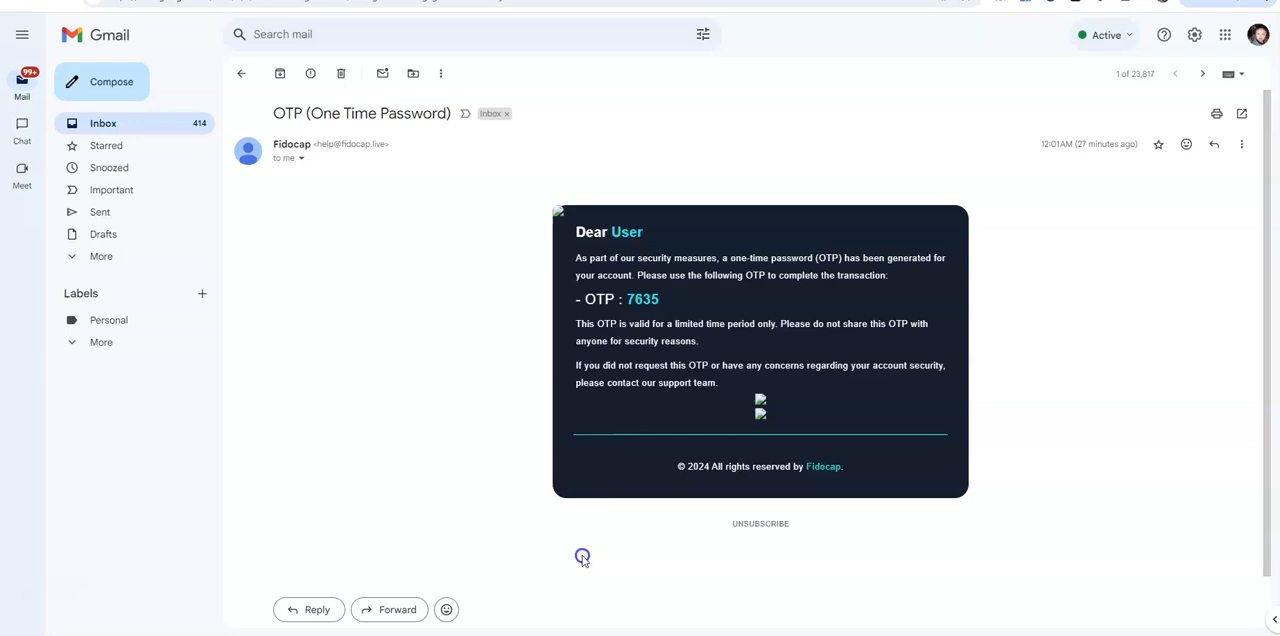 Gmail
Search mail
Active
99+
Mail
Compose
1 of 23,817
Inbox 414
OTP (One Time Password) Inbox ×
Chat
Starred
Fidocap <help@fidocap.live>
12:01 AM (27 minutes ago)
to me
Snoozed
Meet
Important
Sent
Drafts
More
Labels
Personal
More
Dear User
As part of our security measures, a one-time password (OTP) has been generated for
your account. Please use the following OTP to complete the transaction:
- OTP : 7635
This OTP is valid for a limited time period only. Please do not share this OTP with
anyone for security reasons.
If you did not request this OTP or have any concerns regarding your account security,
please contact our support team.
© 2024 All rights reserved by Fidocap.
UNSUBSCRIBE
Reply
Forward